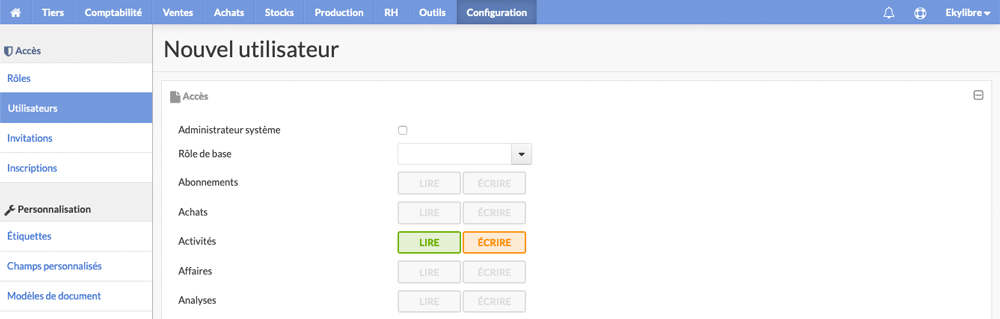 Tiers Comptabilité Ventes Achats Stocks Production RH Outils Configuration Ekylibre
Accès
Rôles
Utilisateurs
Invitations
Inscriptions
Personnalisation
Étiquettes
Champs personnalisés
Modèles de document
Nouvel utilisateur
Accès
Administrateur système
Rôle de base
Abonnements LIRE ÉCRIRE
Achats LIRE ÉCRIRE
Activités LIRE ÉCRIRE
Affaires LIRE ÉCRIRE
Analyses LIRE ÉCRIRE